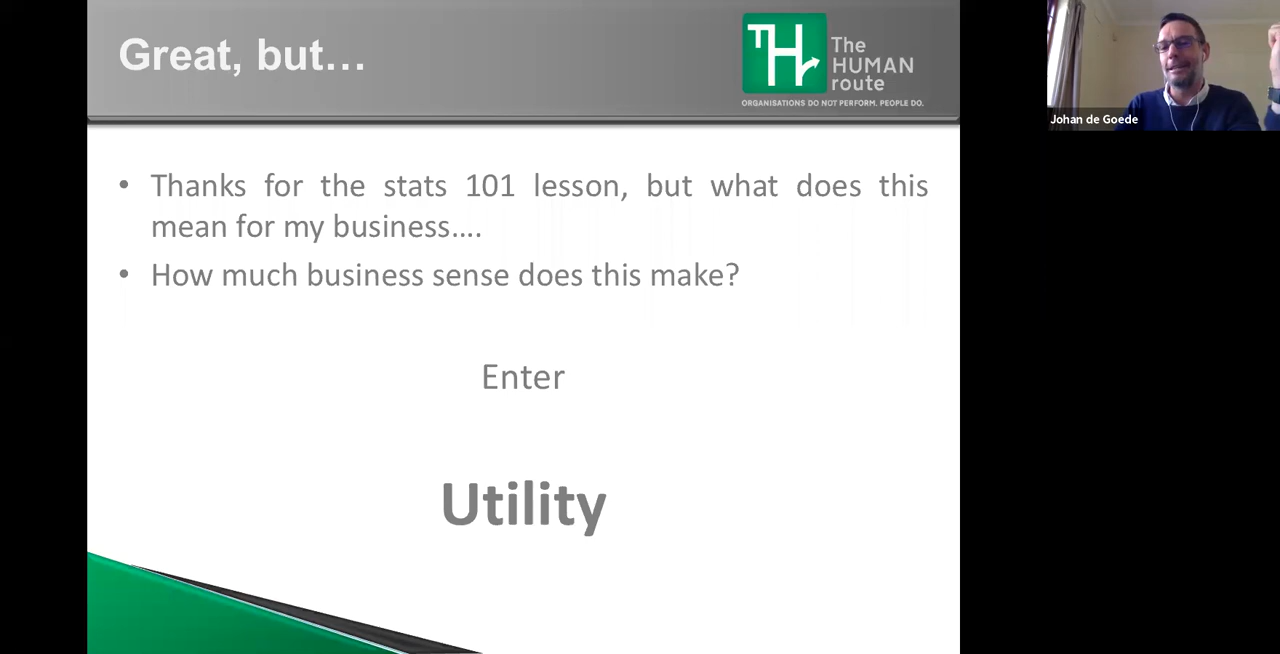 Great, but…
TH
The
HUMAN
route
ORGANISATIONS DO NOT PERFORM. PEOPLE DO.
Johan de Goede
• Thanks for the stats 101 lesson, but what does this
mean for my business….
• How much business sense does this make?
Enter
Utility